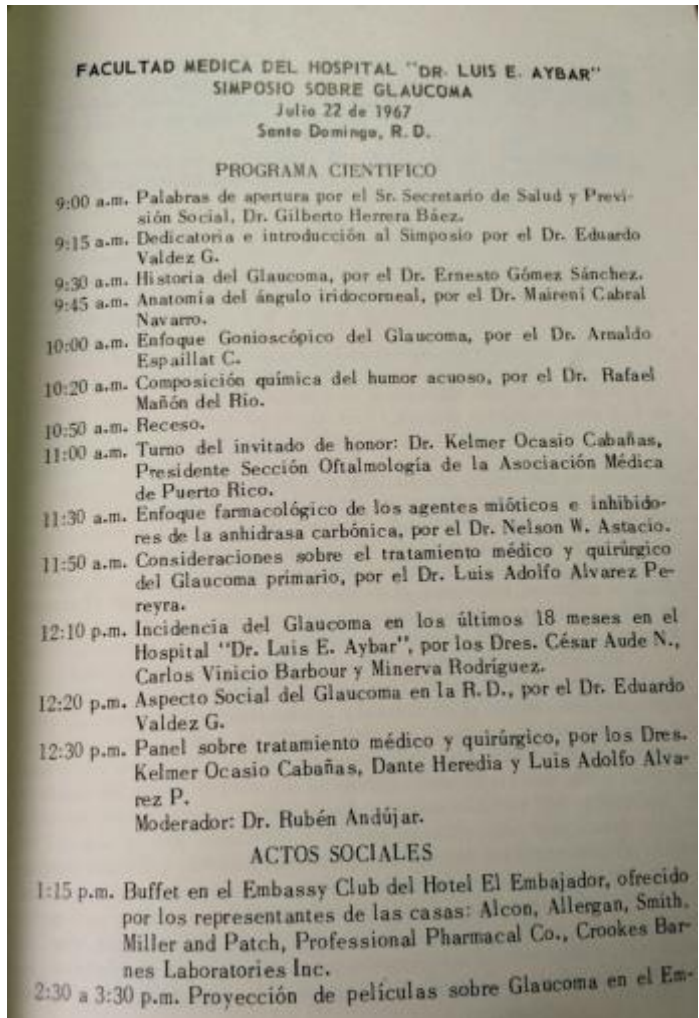 FACULTAD MEDICA DEL HOSPITAL "DR. LUIS E. AYBAR"
SIMPOSIO SOBRE GLAUCOMA
Julio 22 de 1967
Santo Domingo, R. D.
PROGRAMA CIENTIFICO
9:00 a.m. Palabras de apertura por el Sr. Secretario de Salud y Previ-
sión Social, Dr. Gilberto Herrera Báez.
9:15 a.m. Dedicatoria e introducción al Simposio por el Dr. Eduardo
Valdez G.
9:30 a.m. Historia del Glaucoma, por el Dr. Ernesto Gómez Sánchez.
9:45 a.m. Anatomía del ángulo iridocorneal, por el Dr. Maireni Cabral
Navarro.
10:00 a.m. Enfoque Gonioscópico del Glaucoma, por el Dr. Arnaldo
Espaillat C.
10:20 a.m. Composición química del humor acuoso, por el Dr. Rafael
Mañón del Rio.
10:50 a.m. Receso.
11:00 a.m. Turno del invitado de honor: Dr. Kelmer Ocasio Cabañas,
Presidente Sección Oftalmología de la Asociación Médica
de Puerto Rico.
11:30 a.m. Enfoque farmacológico de los agentes mióticos e inhibido-
res de la anhidrasa carbónica, por el Dr. Nelson W. Astacio.
11:50 a.m. Consideraciones sobre el tratamiento médico y quirúrgico
del Glaucoma primario, por el Dr. Luis Adolfo Alvarez Pe-
reyra.
12:10 p.m. Incidencia del Glaucoma en los últimos 18 meses en el
Hospital "Dr. Luis E. Aybar", por los Dres. César Aude N.,
Carlos Vinicio Barbour y Minerva Rodríguez.
12:20 p.m. Aspecto Social del Glaucoma en la R.D., por el Dr. Eduardo
Valdez G.
12:30 p.m. Panel sobre tratamiento médico y quirúrgico, por los Dres.
Kelmer Ocasio Cabañas, Dante Heredia y Luis Adolfo Alva-
rez P.
Moderador: Dr. Rubén Andújar.
ACTOS SOCIALES
1:15 p.m. Buffet en el Embassy Club del Hotel El Embajador, ofrecido
por los representantes de las casas: Alcon, Allergan, Smith,
Miller and Patch, Professional Pharmacal Co., Crookes Bar-
nes Laboratories Inc.
2:30 a 3:30 p.m. Proyección de películas sobre Glaucoma en el Em-